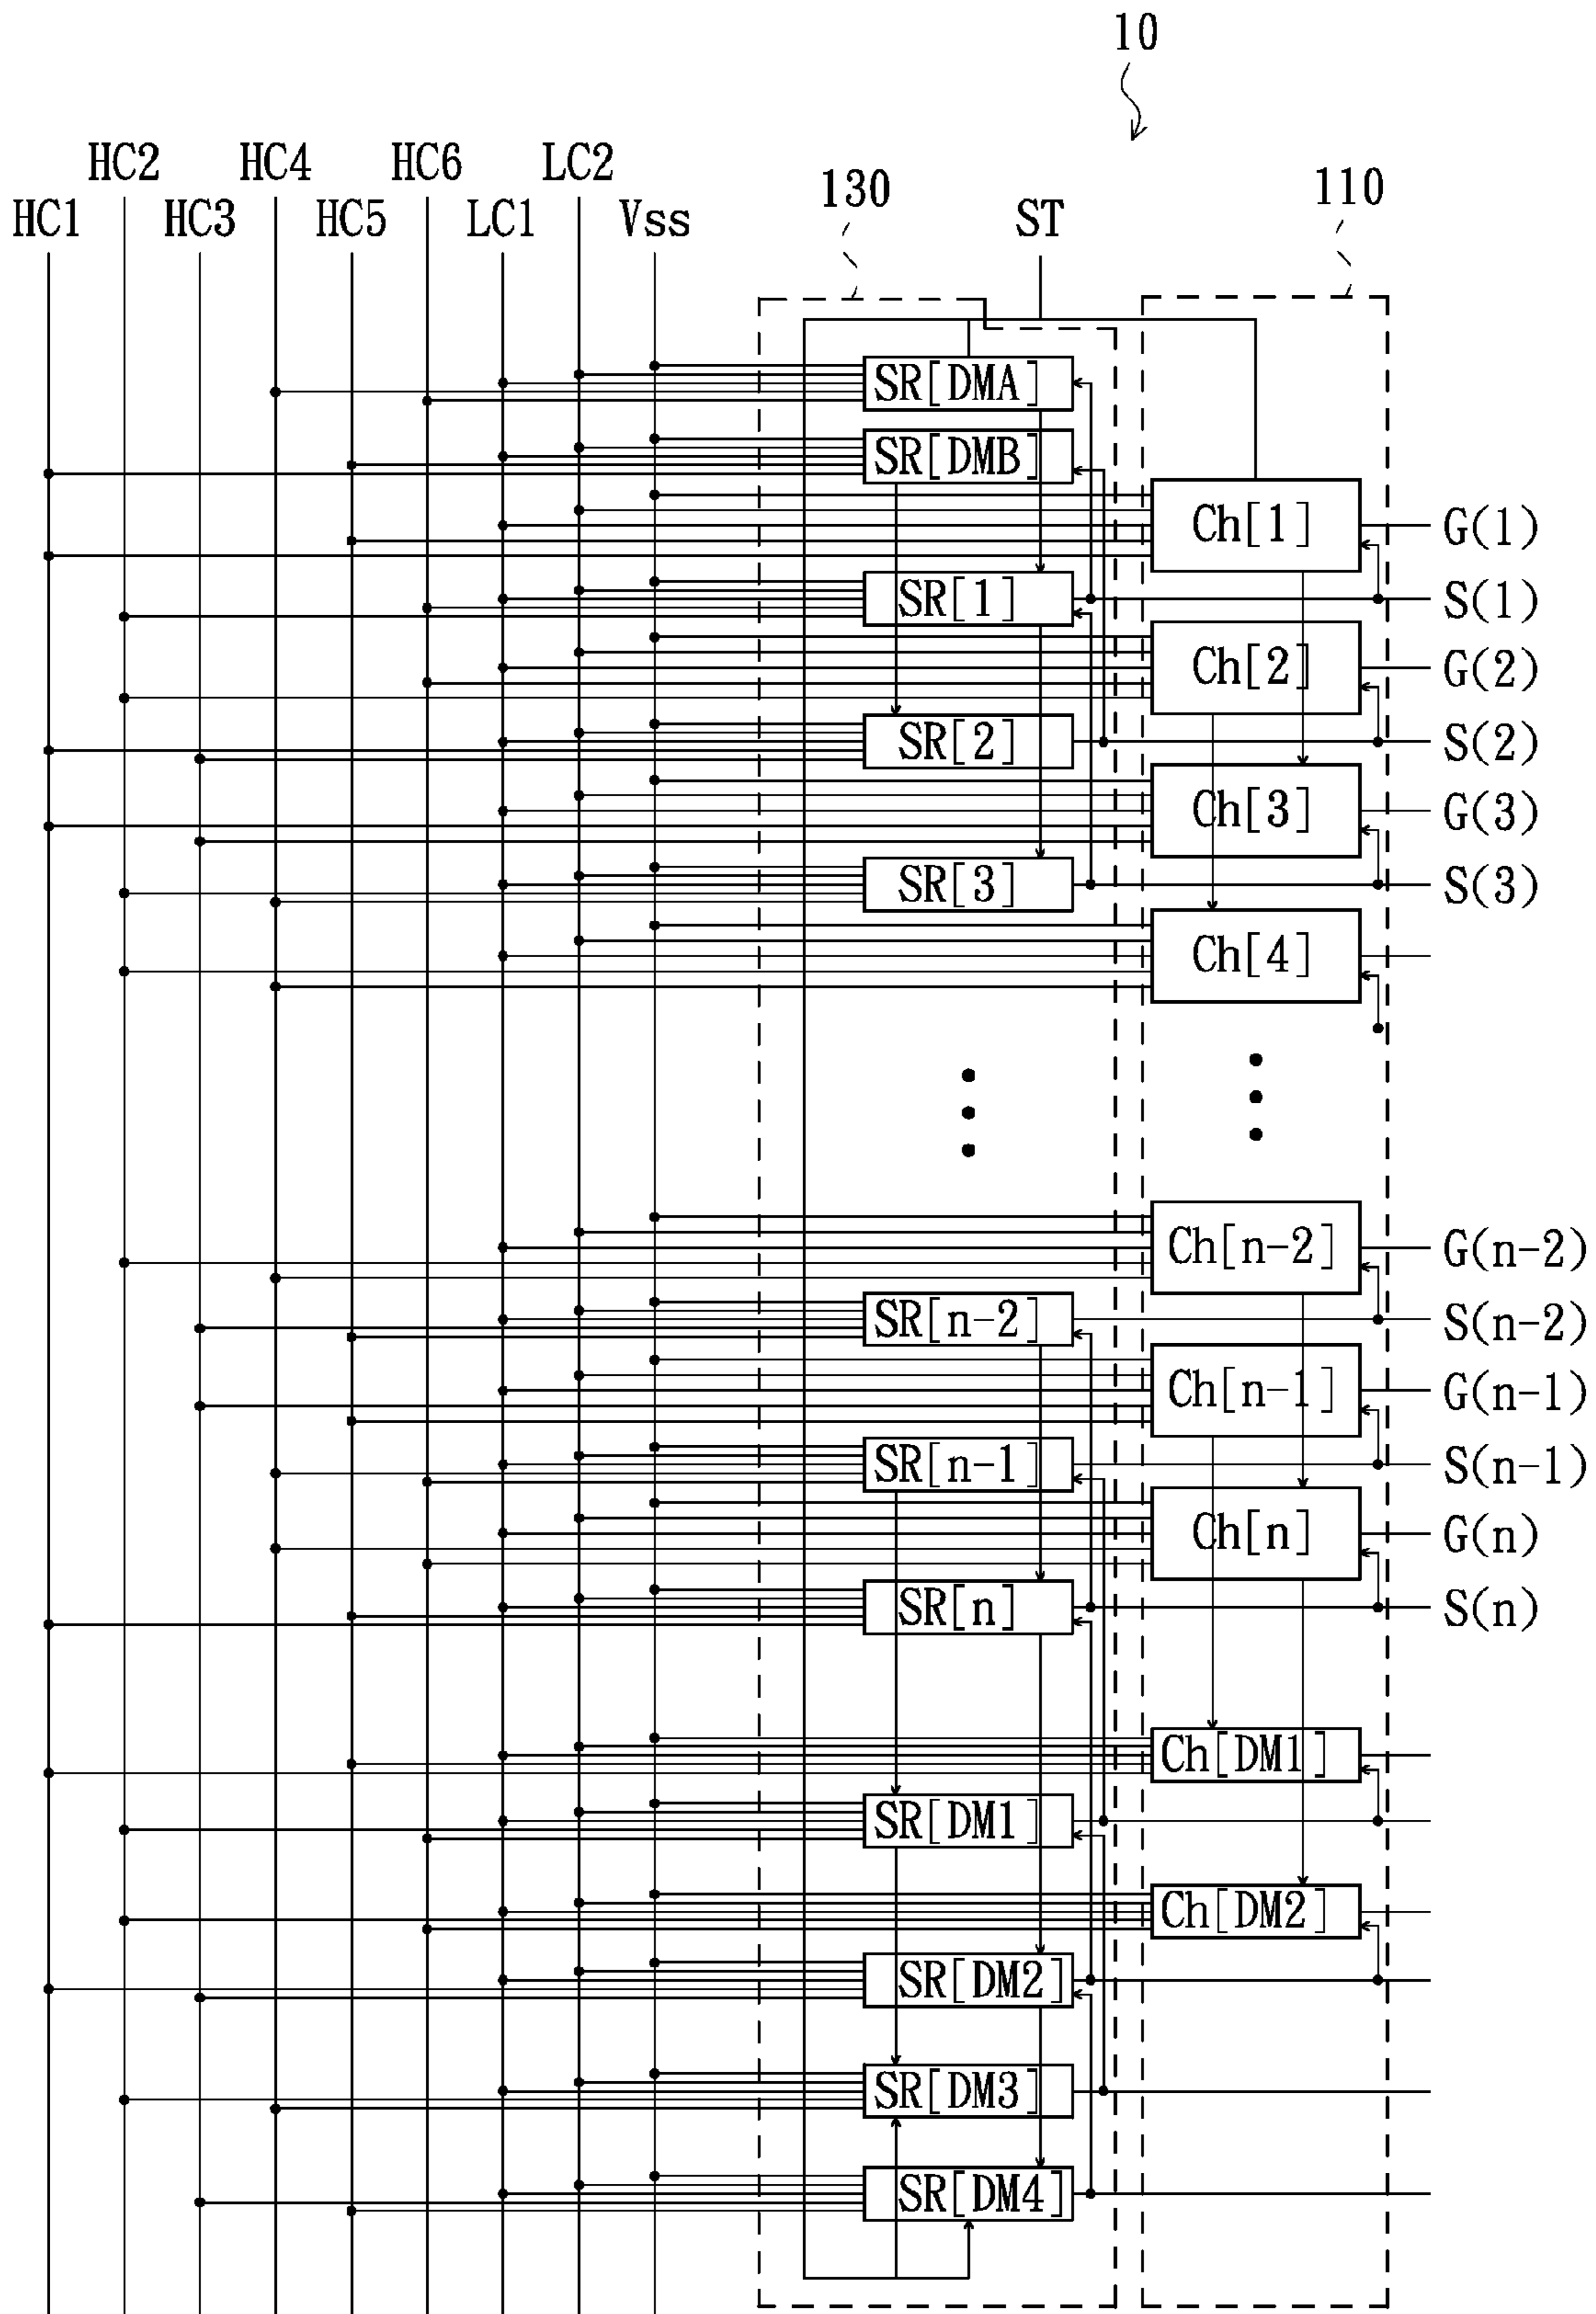 10
HC2 HC4 HC6 LC2 130 110
HC1 HC3 HC5 LC1 Vss ST
SR[DMA]
SR[DMB]
Ch[1] G(1)
SR[1] S(1)
Ch[2] G(2)
SR[2] S(2)
Ch[3] G(3)
SR[3] S(3)
Ch[4]
Ch[n-2] G(n-2)
SR[n-2] S(n-2)
Ch[n-1] G(n-1)
SR[n-1] S(n-1)
Ch[n] G(n)
SR[n] S(n)
Ch[DM1]
SR[DM1]
Ch[DM2]
SR[DM2]
SR[DM3]
SR[DM4]